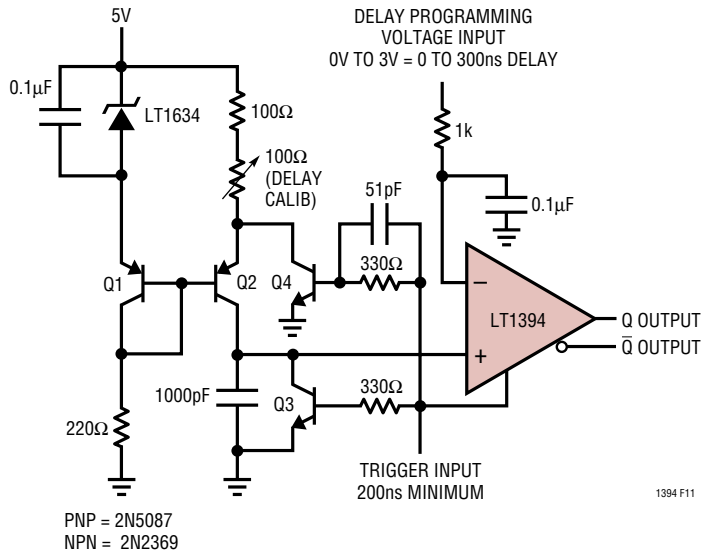 5V
DELAY PROGRAMMING
VOLTAGE INPUT
0V TO 3V = 0 TO 300ns DELAY
0.1µF
LT1634
100Ω
1k
100Ω
(DELAY
CALIB)
51pF
0.1µF
330Ω
Q1
Q2
Q4
−
LT1394
Q OUTPUT
Q̅ OUTPUT
+
1000pF
Q3
330Ω
220Ω
TRIGGER INPUT
200ns MINIMUM
1394 F11
PNP = 2N5087
NPN = 2N2369